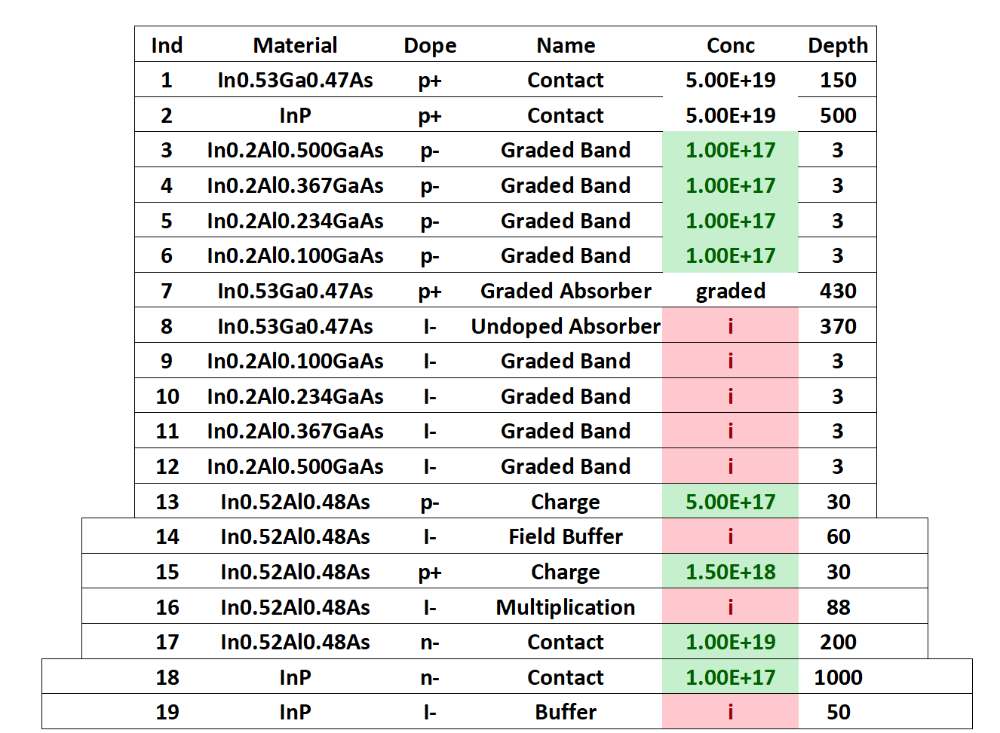 Ind Material Dope Name Conc Depth
1 In0.53Ga0.47As p+ Contact 5.00E+19 150
2 InP p+ Contact 5.00E+19 500
3 In0.2Al0.500GaAs p- Graded Band 1.00E+17 3
4 In0.2Al0.367GaAs p- Graded Band 1.00E+17 3
5 In0.2Al0.234GaAs p- Graded Band 1.00E+17 3
6 In0.2Al0.100GaAs p- Graded Band 1.00E+17 3
7 In0.53Ga0.47As p+ Graded Absorber graded 430
8 In0.53Ga0.47As I- Undoped Absorber i 370
9 In0.2Al0.100GaAs I- Graded Band i 3
10 In0.2Al0.234GaAs I- Graded Band i 3
11 In0.2Al0.367GaAs I- Graded Band i 3
12 In0.2Al0.500GaAs I- Graded Band i 3
13 In0.52Al0.48As p- Charge 5.00E+17 30
14 In0.52Al0.48As I- Field Buffer i 60
15 In0.52Al0.48As p+ Charge 1.50E+18 30
16 In0.52Al0.48As I- Multiplication i 88
17 In0.52Al0.48As n- Contact 1.00E+19 200
18 InP n- Contact 1.00E+17 1000
19 InP I- Buffer i 50